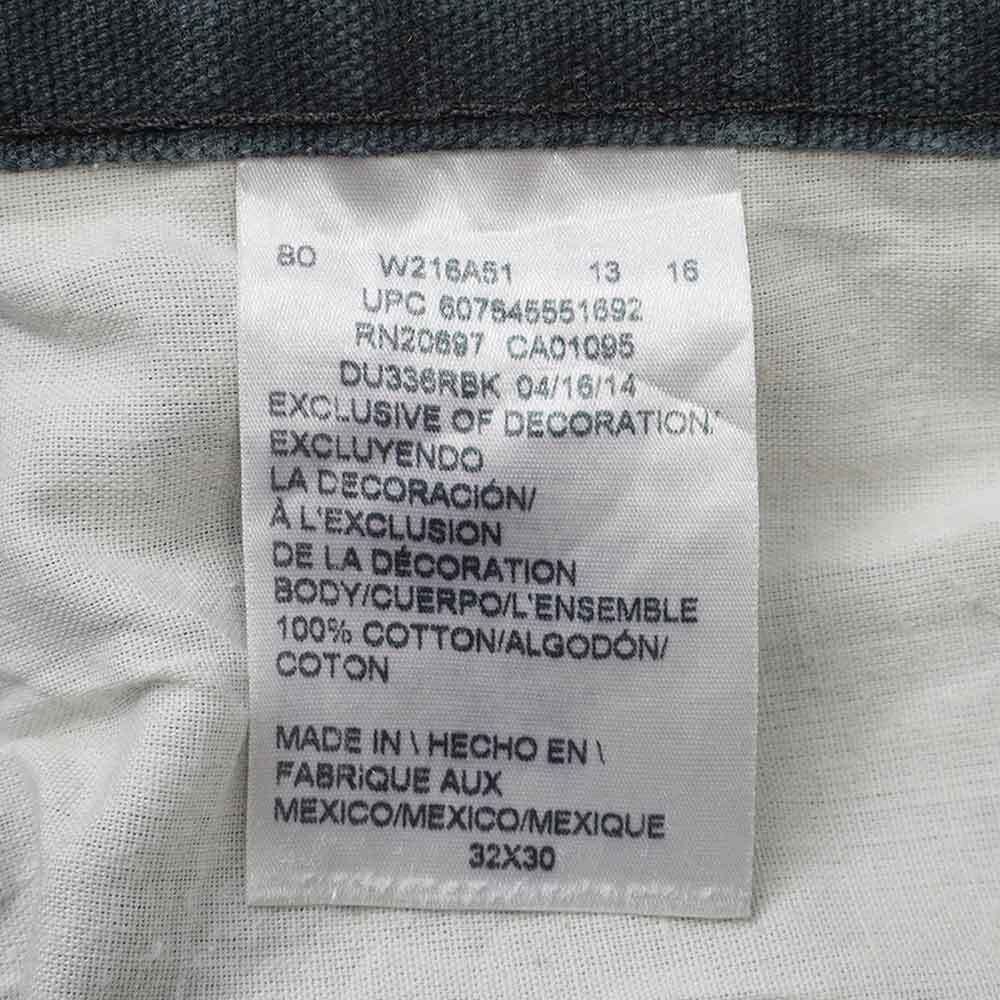 80 W216A51 13 16
UPC 607645551692
RN20697 CA01095
DU336RBK 04/16/14
EXCLUSIVE OF DECORATION/
EXCLUYENDO
LA DECORACIÓN/
À L'EXCLUSION
DE LA DÉCORATION
BODY/CUERPO/L'ENSEMBLE
100% COTTON/ALGODÓN/
COTON
MADE IN \ HECHO EN \
FABRIQUE AUX
MEXICO/MEXICO/MEXIQUE
32X30